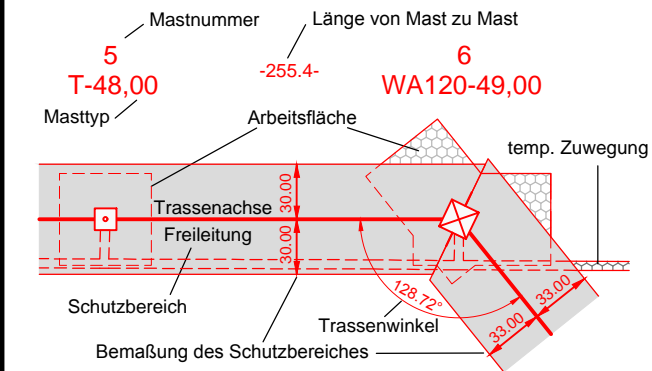 Mastnummer
Länge von Mast zu Mast
5
-255.4-
6
T-48,00
WA120-49,00
Masttyp
Arbeitsfläche
temp. Zuwegung
30.00
Trassenachse
Freileitung
30.00
128.72°
33.00
33.00
Schutzbereich
Trassenwinkel
Bemaßung des Schutzbereiches